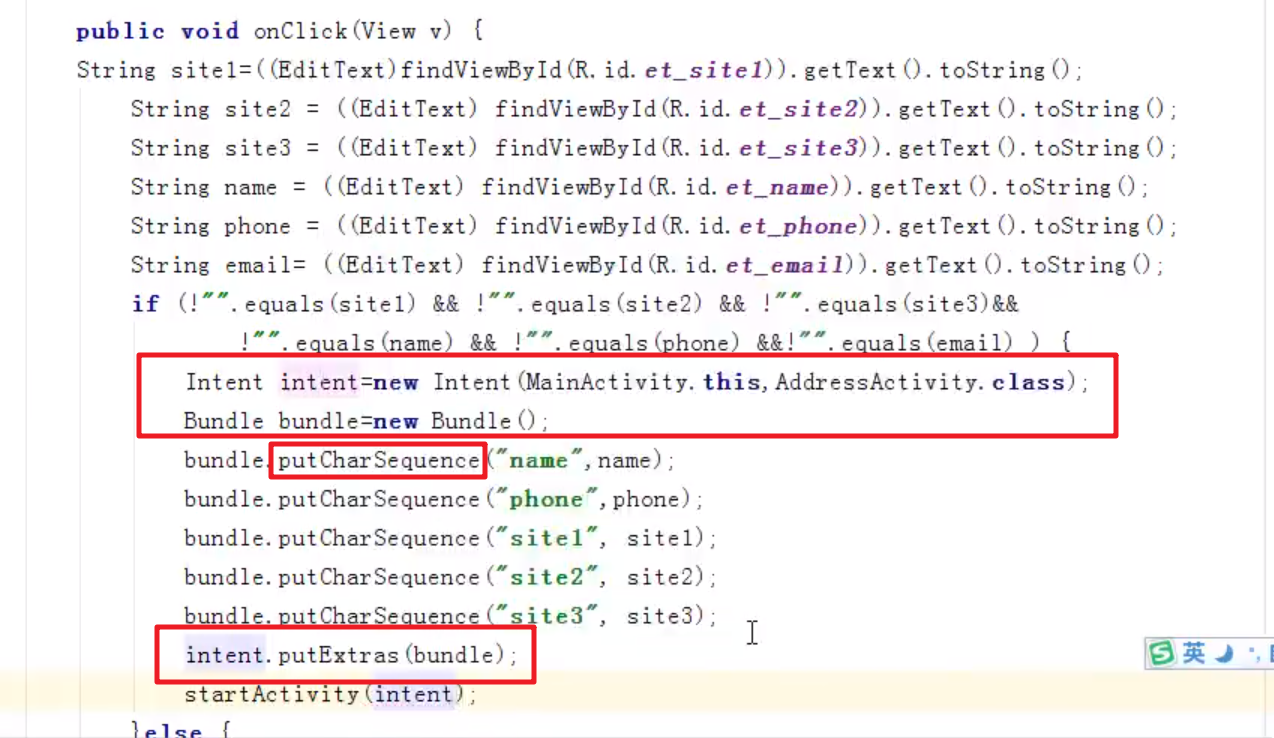 public void onClick(View v) {
String site1=((EditText)findViewById(R.id.et_site1)).getText().toString();
String site2 = ((EditText) findViewById(R.id.et_site2)).getText().toString();
String site3 = ((EditText) findViewById(R.id.et_site3)).getText().toString();
String name = ((EditText) findViewById(R.id.et_name)).getText().toString();
String phone = ((EditText) findViewById(R.id.et_phone)).getText().toString();
String email= ((EditText) findViewById(R.id.et_email)).getText().toString();
if (!"".equals(site1) && !"".equals(site2) && !"".equals(site3)&&
!"".equals(name) && !"".equals(phone) &&!"".equals(email) ) {
Intent intent=new Intent(MainActivity.this,AddressActivity.class);
Bundle bundle=new Bundle();
bundle.putCharSequence("name",name);
bundle.putCharSequence("phone",phone);
bundle.putCharSequence("site1", site1);
bundle.putCharSequence("site2", site2);
bundle.putCharSequence("site3", site3);
intent.putExtras(bundle);
英
startActivity(intent);
}else {